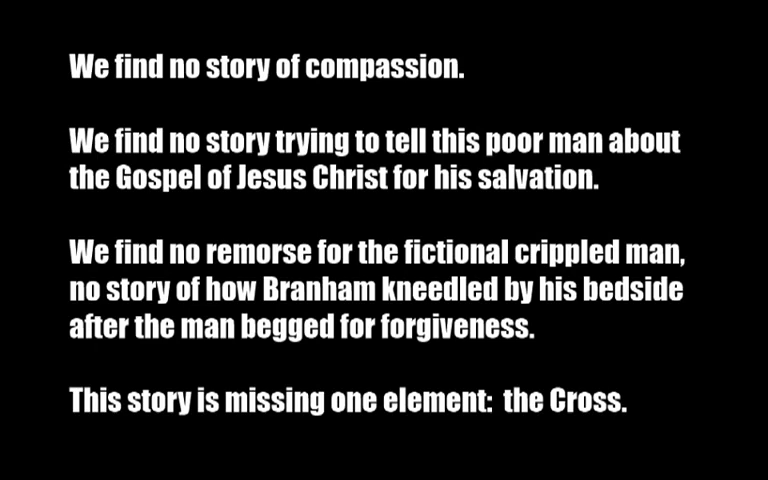 We find no story of compassion.
We find no story trying to tell this poor man about
the Gospel of Jesus Christ for his salvation.
We find no remorse for the fictional crippled man,
no story of how Branham kneedled by his bedside
after the man begged for forgiveness.
This story is missing one element:  the Cross.